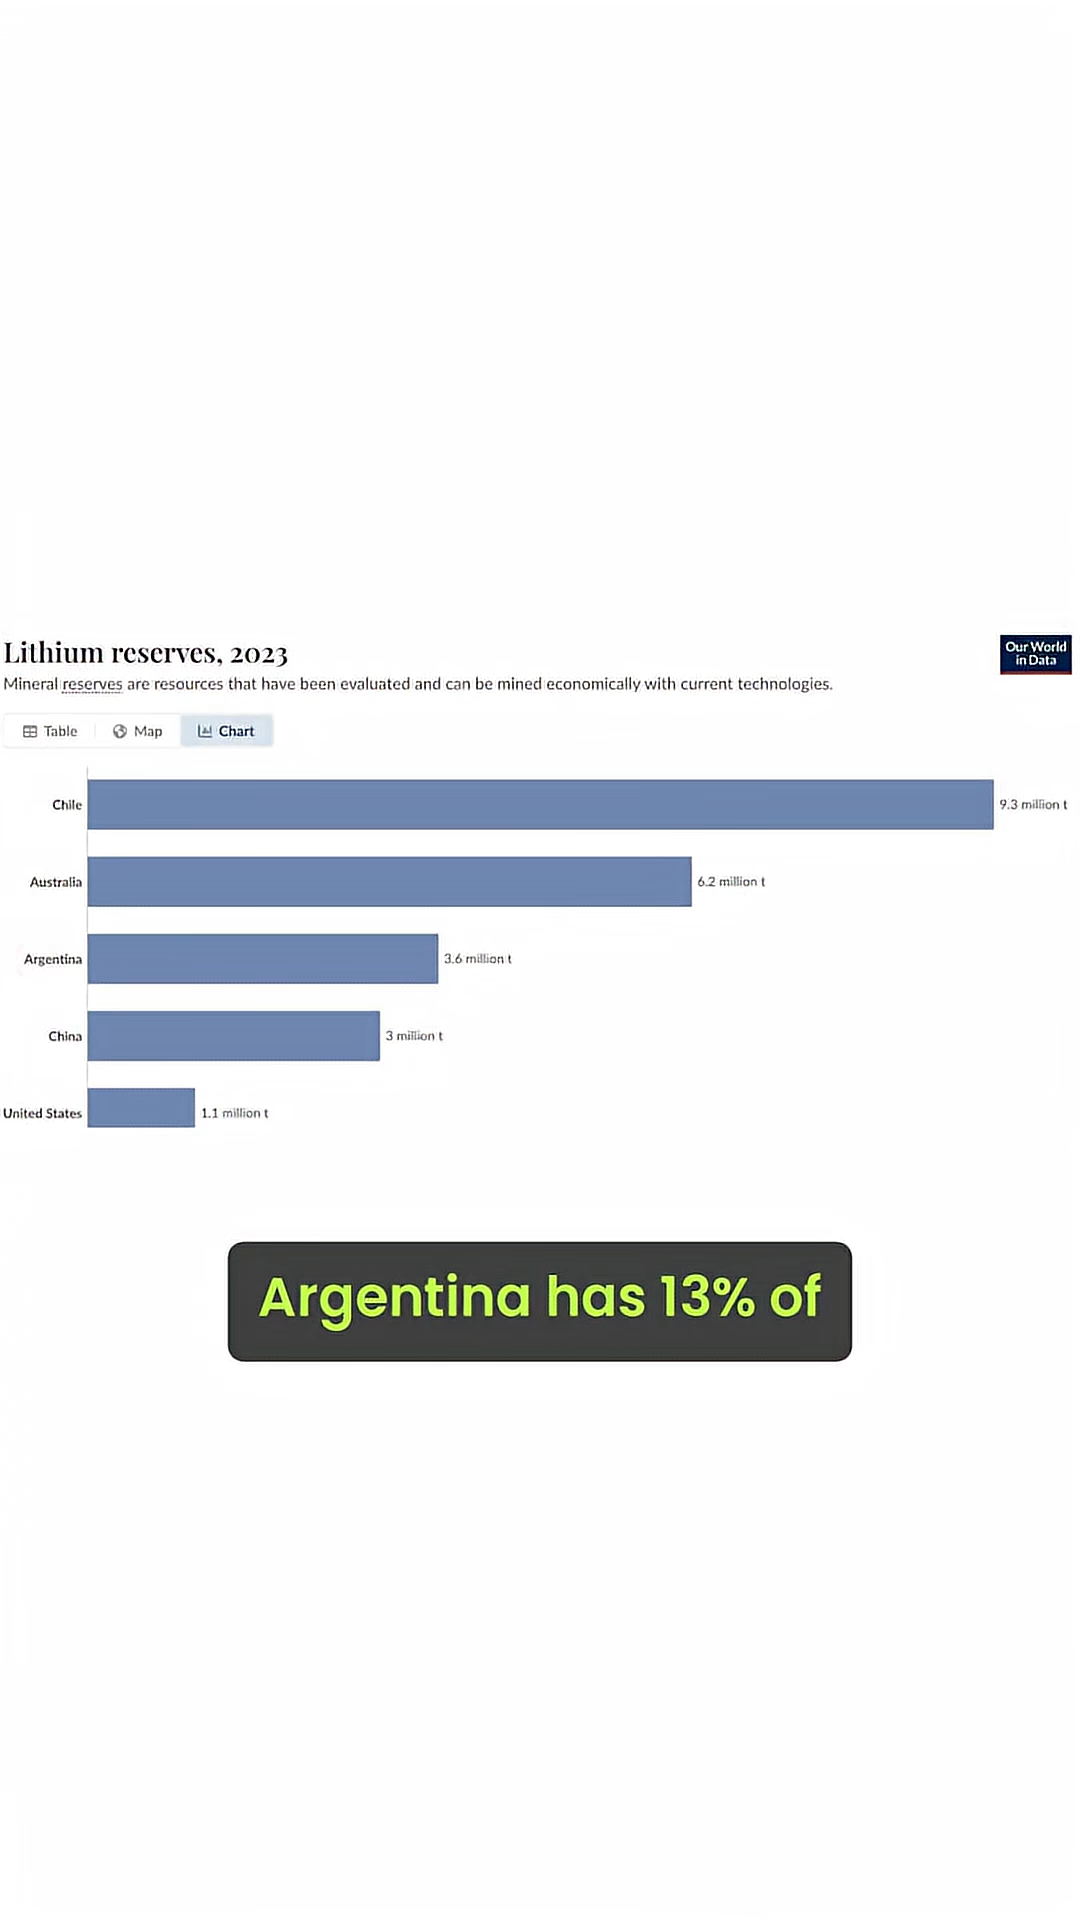 Lithium reserves, 2023
Our World
in Data
Mineral reserves are resources that have been evaluated and can be mined economically with current technologies.
Table Map Chart
Chile 9.3 million t
Australia 6.2 million t
Argentina 3.6 million t
China 3 million t
United States 1.1 million t
Argentina has 13% of